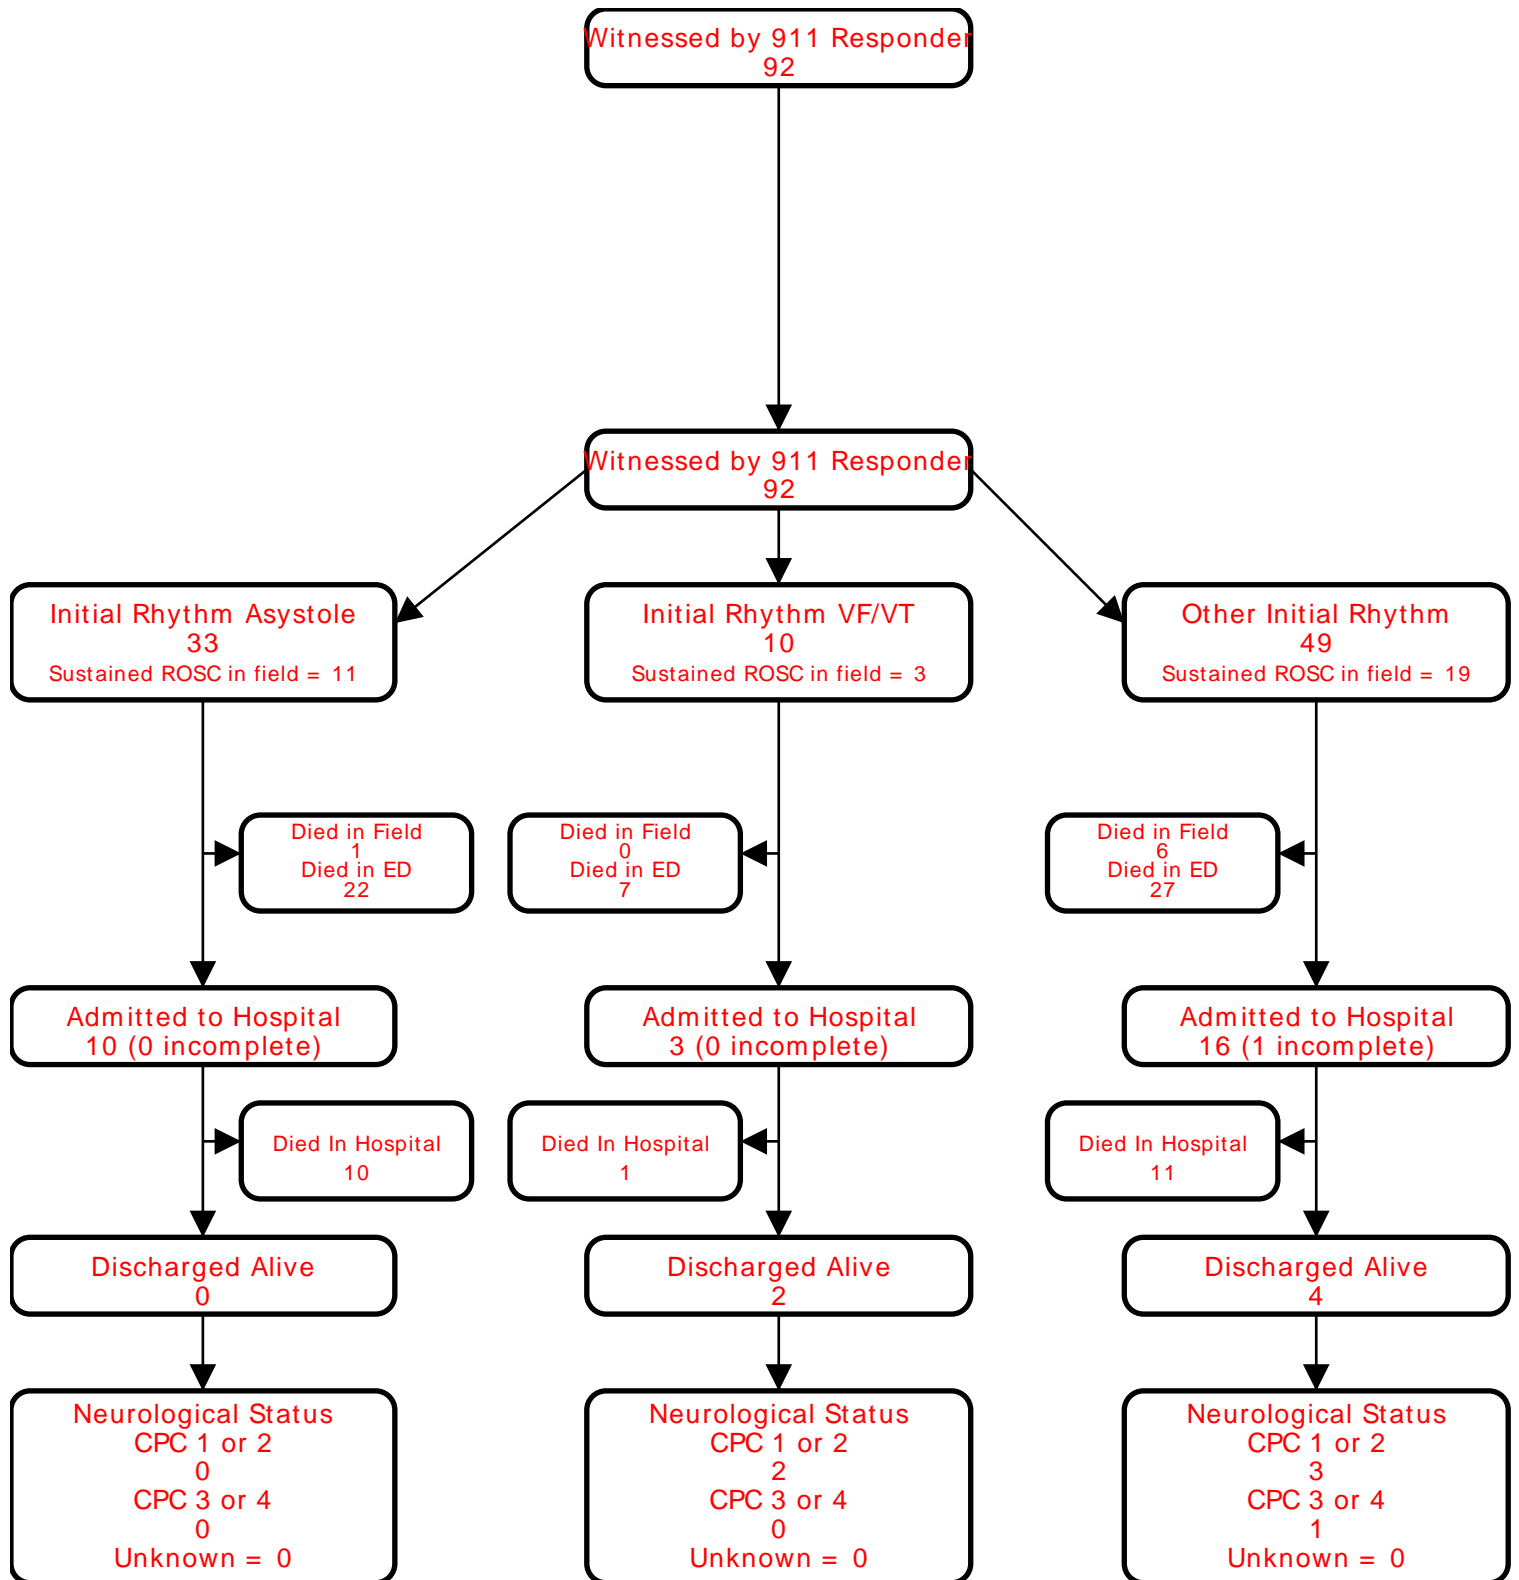 Witnessed by 911 Responder
92
Witnessed by 911 Responder
92
Initial Rhythm Asystole
33
Sustained ROSC in field = 11
Initial Rhythm VF/VT
10
Sustained ROSC in field = 3
Other Initial Rhythm
49
Sustained ROSC in field = 19
Died in Field
1
Died in ED
22
Died in Field
0
Died in ED
7
Died in Field
6
Died in ED
27
Admitted to Hospital
10 (0 incomplete)
Admitted to Hospital
3 (0 incomplete)
Admitted to Hospital
16 (1 incomplete)
Died In Hospital
10
Died In Hospital
1
Died In Hospital
11
Discharged Alive
0
Discharged Alive
2
Discharged Alive
4
Neurological Status
CPC 1 or 2
0
CPC 3 or 4
0
Unknown = 0
Neurological Status
CPC 1 or 2
2
CPC 3 or 4
0
Unknown = 0
Neurological Status
CPC 1 or 2
3
CPC 3 or 4
1
Unknown = 0